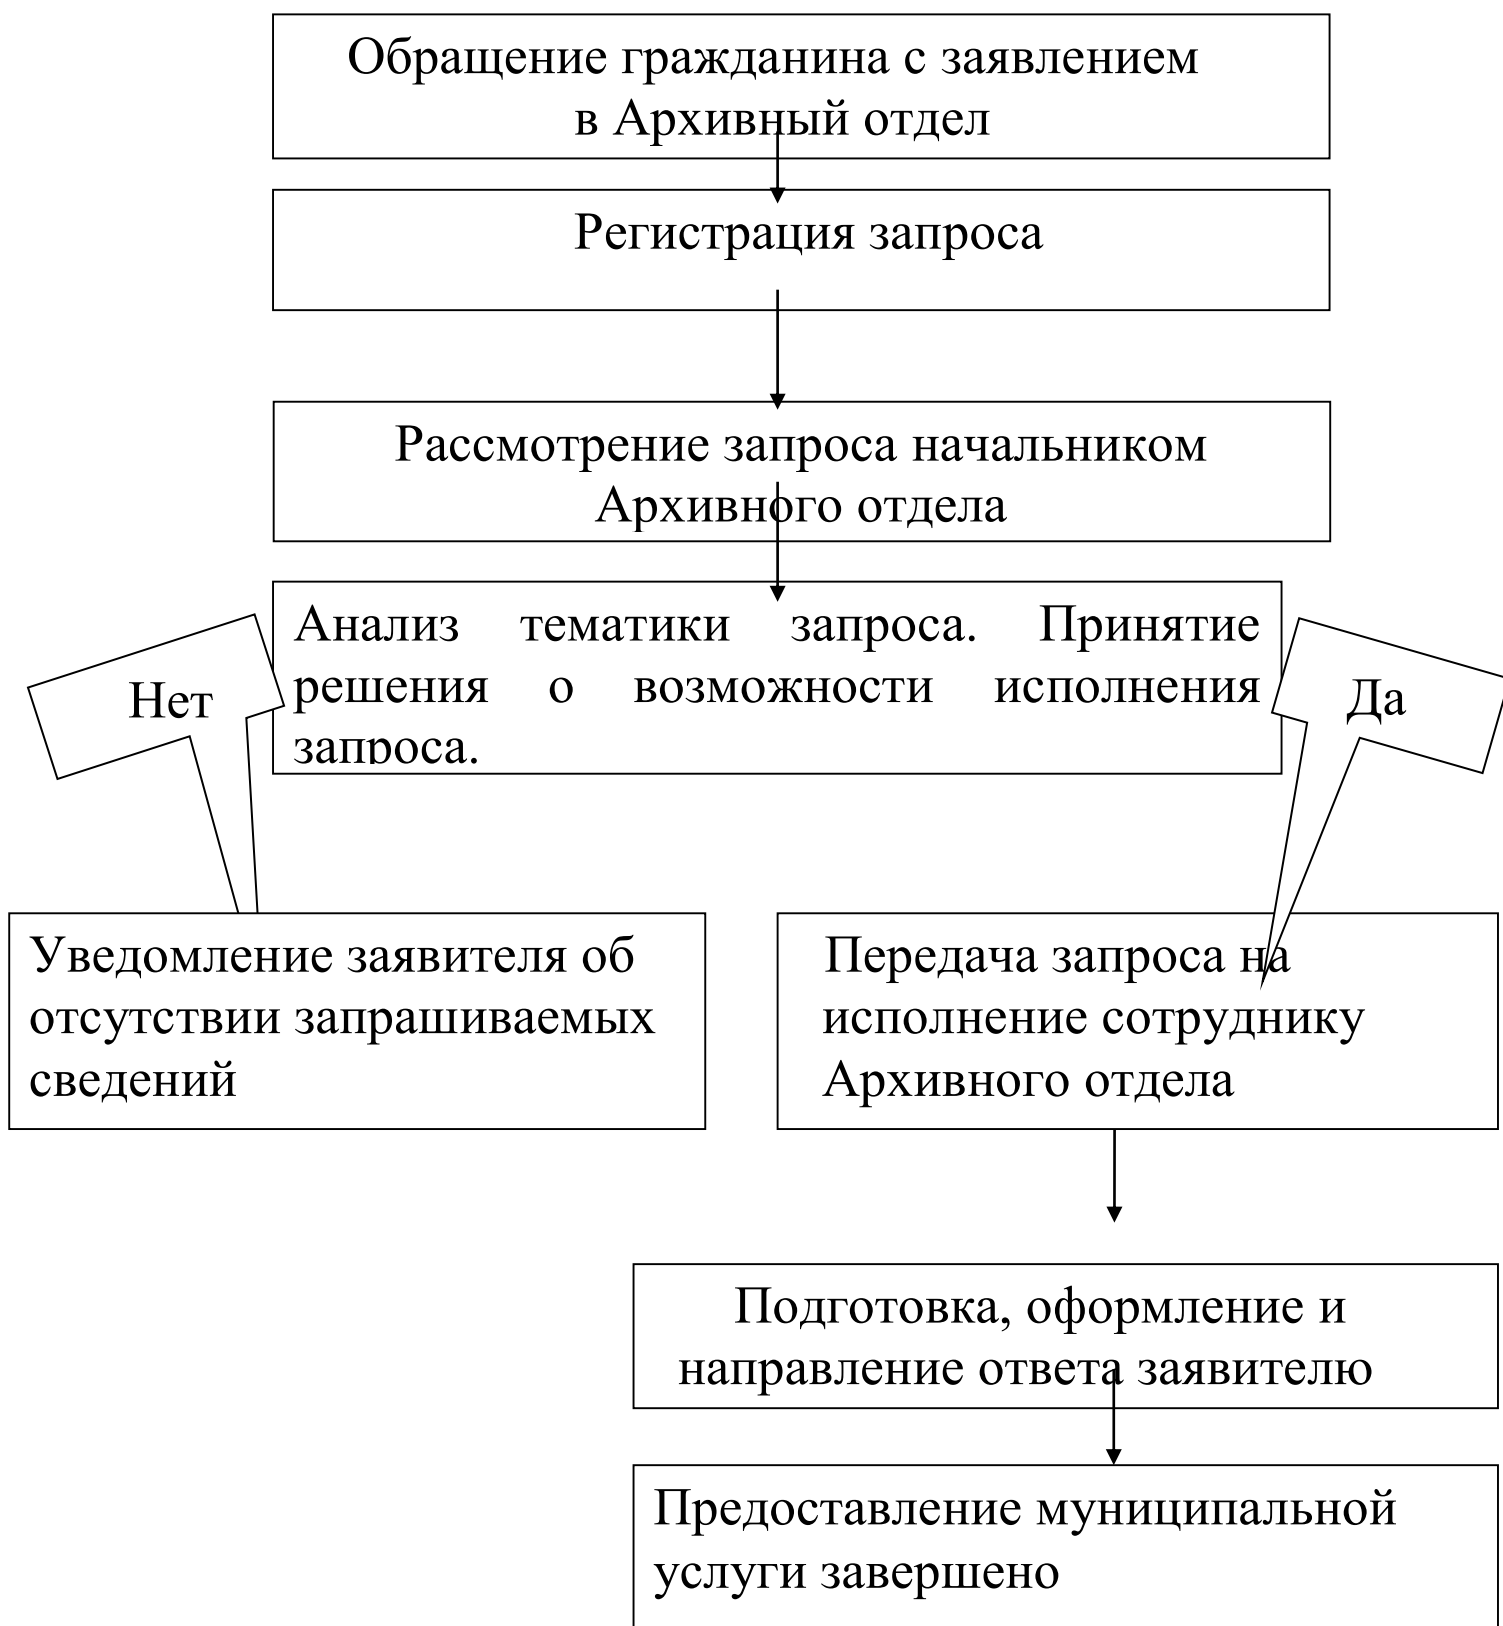 Обращение гражданина с заявлением
в Архивный отдел
Регистрация запроса
Рассмотрение запроса начальником
Архивного отдела
Анализ тематики запроса. Принятие
решения о возможности исполнения
запроса.
Нет
Да
Уведомление заявителя об
отсутствии запрашиваемых
сведений
Передача запроса на
исполнение сотруднику
Архивного отдела
Подготовка, оформление и
направление ответа заявителю
Предоставление муниципальной
услуги завершено